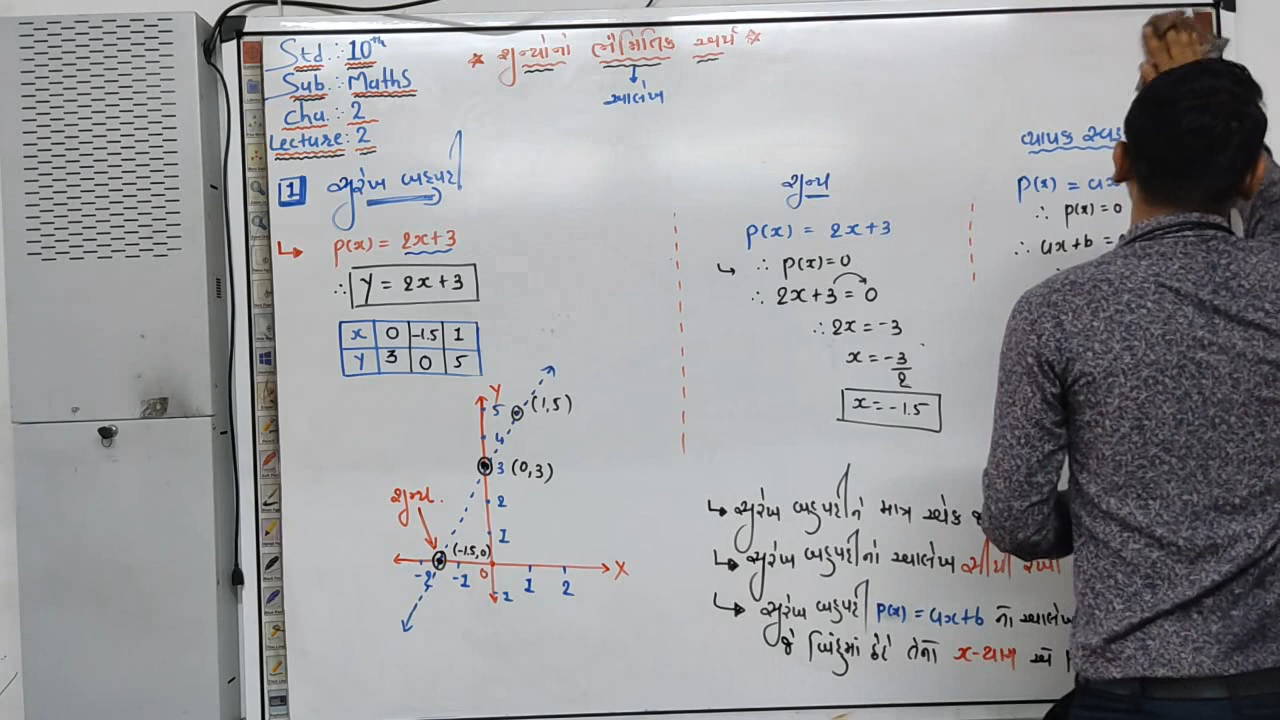 Std : 10th
Sub. : Maths
Cha. : 2
Lecture : 2
* શૂન્યોનો ભૌમિતિક અર્થ *
આલેખ
1 સુરેખ બહુપદી
p(x) = 2x+3
∴ y = 2x+3
x 0 -1.5 1
y 3 0 5
Y
5 (1,5)
4
3 (0,3)
2
1
શૂન્ય
(-1.5,0)
-2 -1 0 1 2 X
-1
શૂન્ય
p(x) = 2x+3
∴ p(x)=0
∴ 2x+3 = 0
∴ 2x = -3
x = -3/2
x = -1.5
વ્યાપક
p(x) = ax
∴ p(x) = 0
∴ ax+b =
સુરેખ બહુપદીને માત્ર એક જ
સુરેખ બહુપદીનો આલેખ સીધી રેખા
સુરેખ બહુપદી p(x) = ax+b નો આલેખ
જે બિંદુમાં છેદે તેનો x-યામ એ